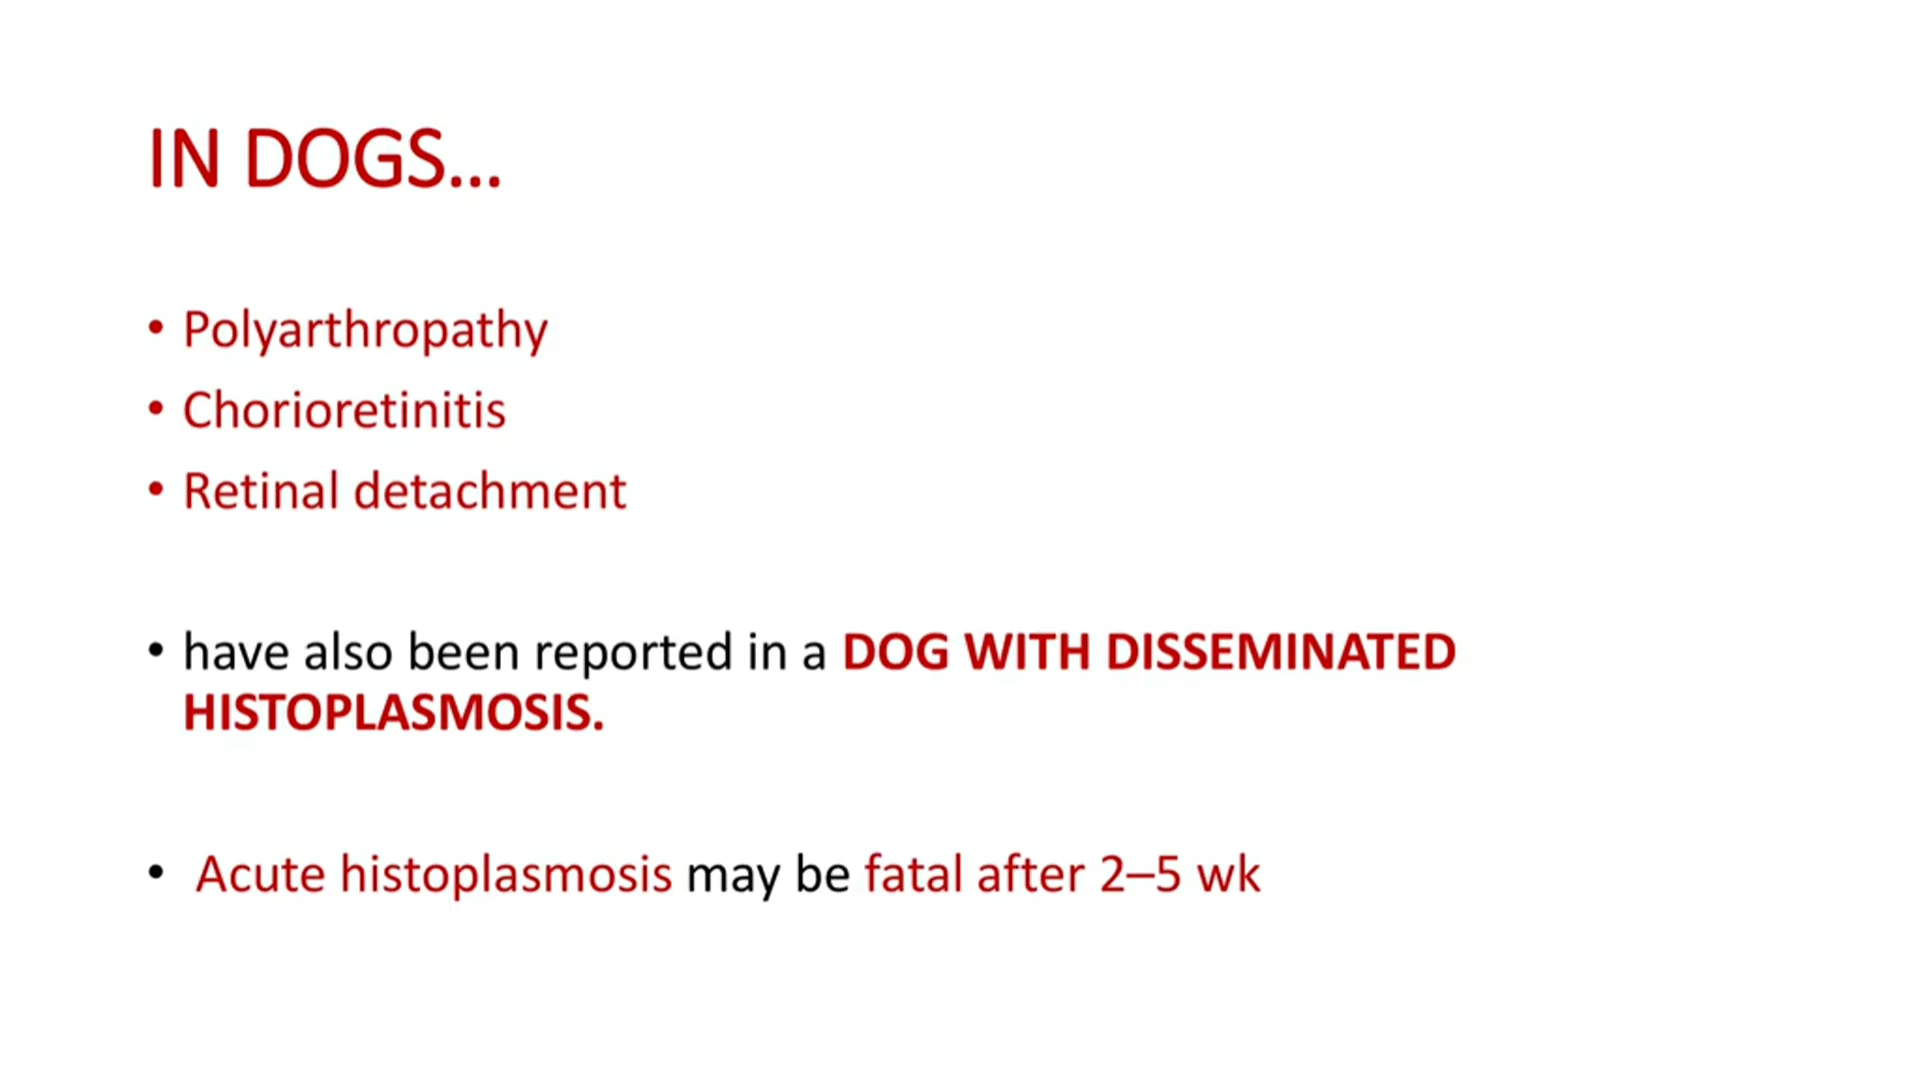 IN DOGS...
• Polyarthropathy
• Chorioretinitis
• Retinal detachment
• have also been reported in a DOG WITH DISSEMINATED
HISTOPLASMOSIS.
• Acute histoplasmosis may be fatal after 2–5 wk